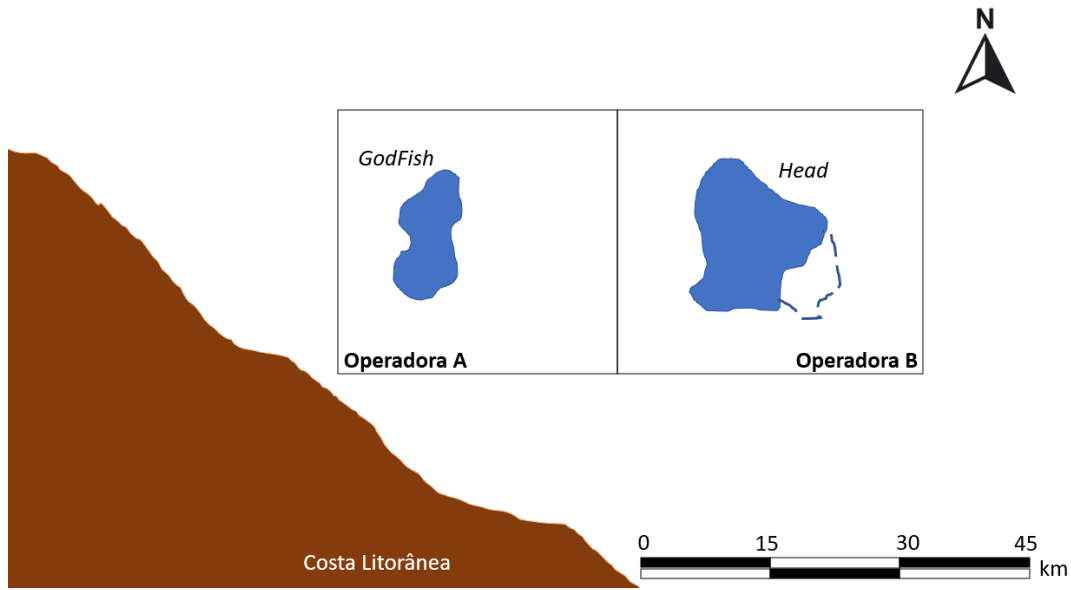 N
GodFish
Head
Operadora A
Operadora B
Costa Litorânea
0 15 30 45
km